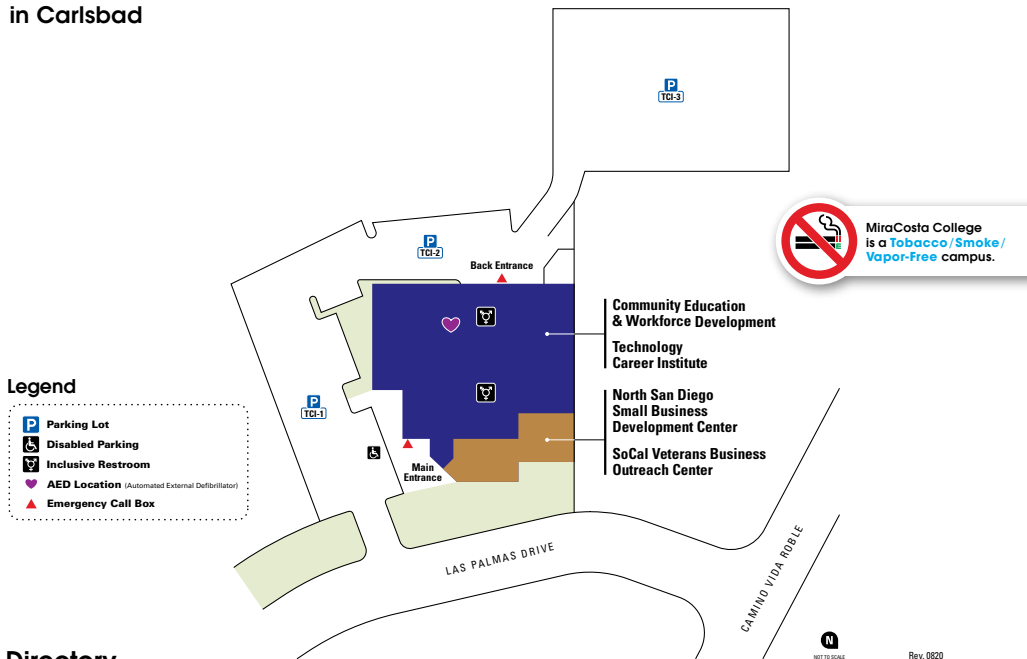 in Carlsbad
P
TCI-3
MiraCosta College
is a Tobacco/Smoke/
Vapor-Free campus.
P
TCI-2
Back Entrance
Community Education
& Workforce Development
Technology
Career Institute
Legend
P Parking Lot
Disabled Parking
Inclusive Restroom
AED Location (Automated External Defibrillator)
Emergency Call Box
P
TCI-1
North San Diego
Small Business
Development Center
SoCal Veterans Business
Outreach Center
Main
Entrance
LAS PALMAS DRIVE
CAMINO VIDA ROBLE
N
NOT TO SCALE
Rev. 0820
Directory